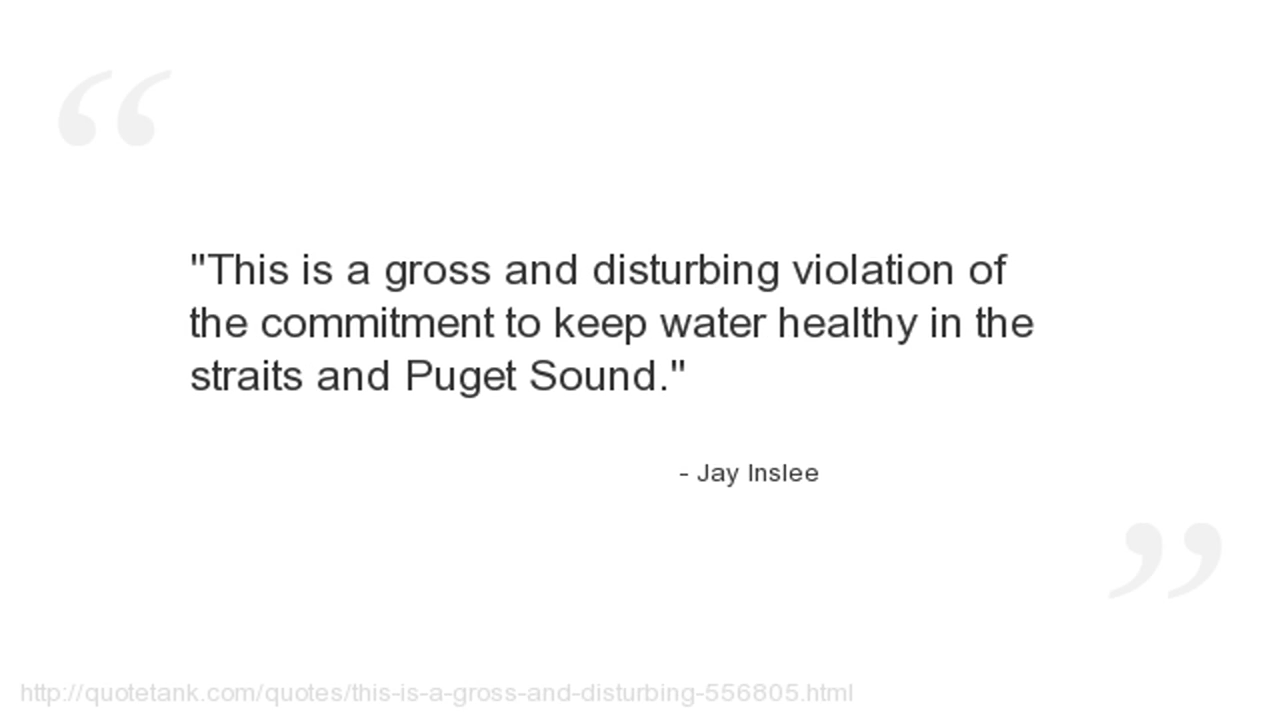 "This is a gross and disturbing violation of
the commitment to keep water healthy in the
straits and Puget Sound."
- Jay Inslee
http://quotetank.com/quotes/this-is-a-gross-and-disturbing-556805.html